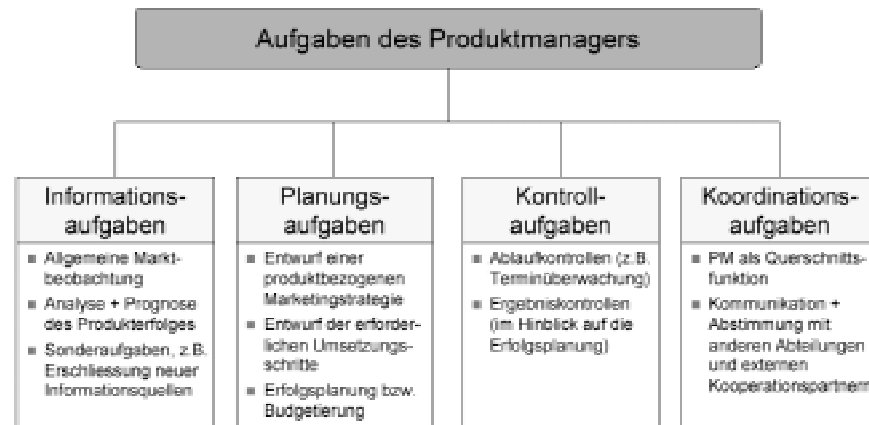 Aufgaben des Produktmanagers
Informations-
aufgaben
■ Allgemeine Markt-
beobachtung
■ Analyse + Prognose
des Produkterfolges
■ Sonderaufgaben, z.B.
Erschliessung neuer
Informationsquellen
Planungs-
aufgaben
■ Entwurf einer
produktbezogenen
Marketingstrategie
■ Entwurf der erforder-
lichen Umsetzungs-
schritte
■ Erfolgsplanung bzw.
Budgetierung
Kontroll-
aufgaben
■ Ablaufkontrollen (z.B.
Terminüberwachung)
■ Ergebniskontrollen
(im Hinblick auf die
Erfolgsplanung)
Koordinations-
aufgaben
■ PM als Querschnitts-
funktion
■ Kommunikation +
Abstimmung mit
anderen Abteilungen
und externen
Kooperationspartnern